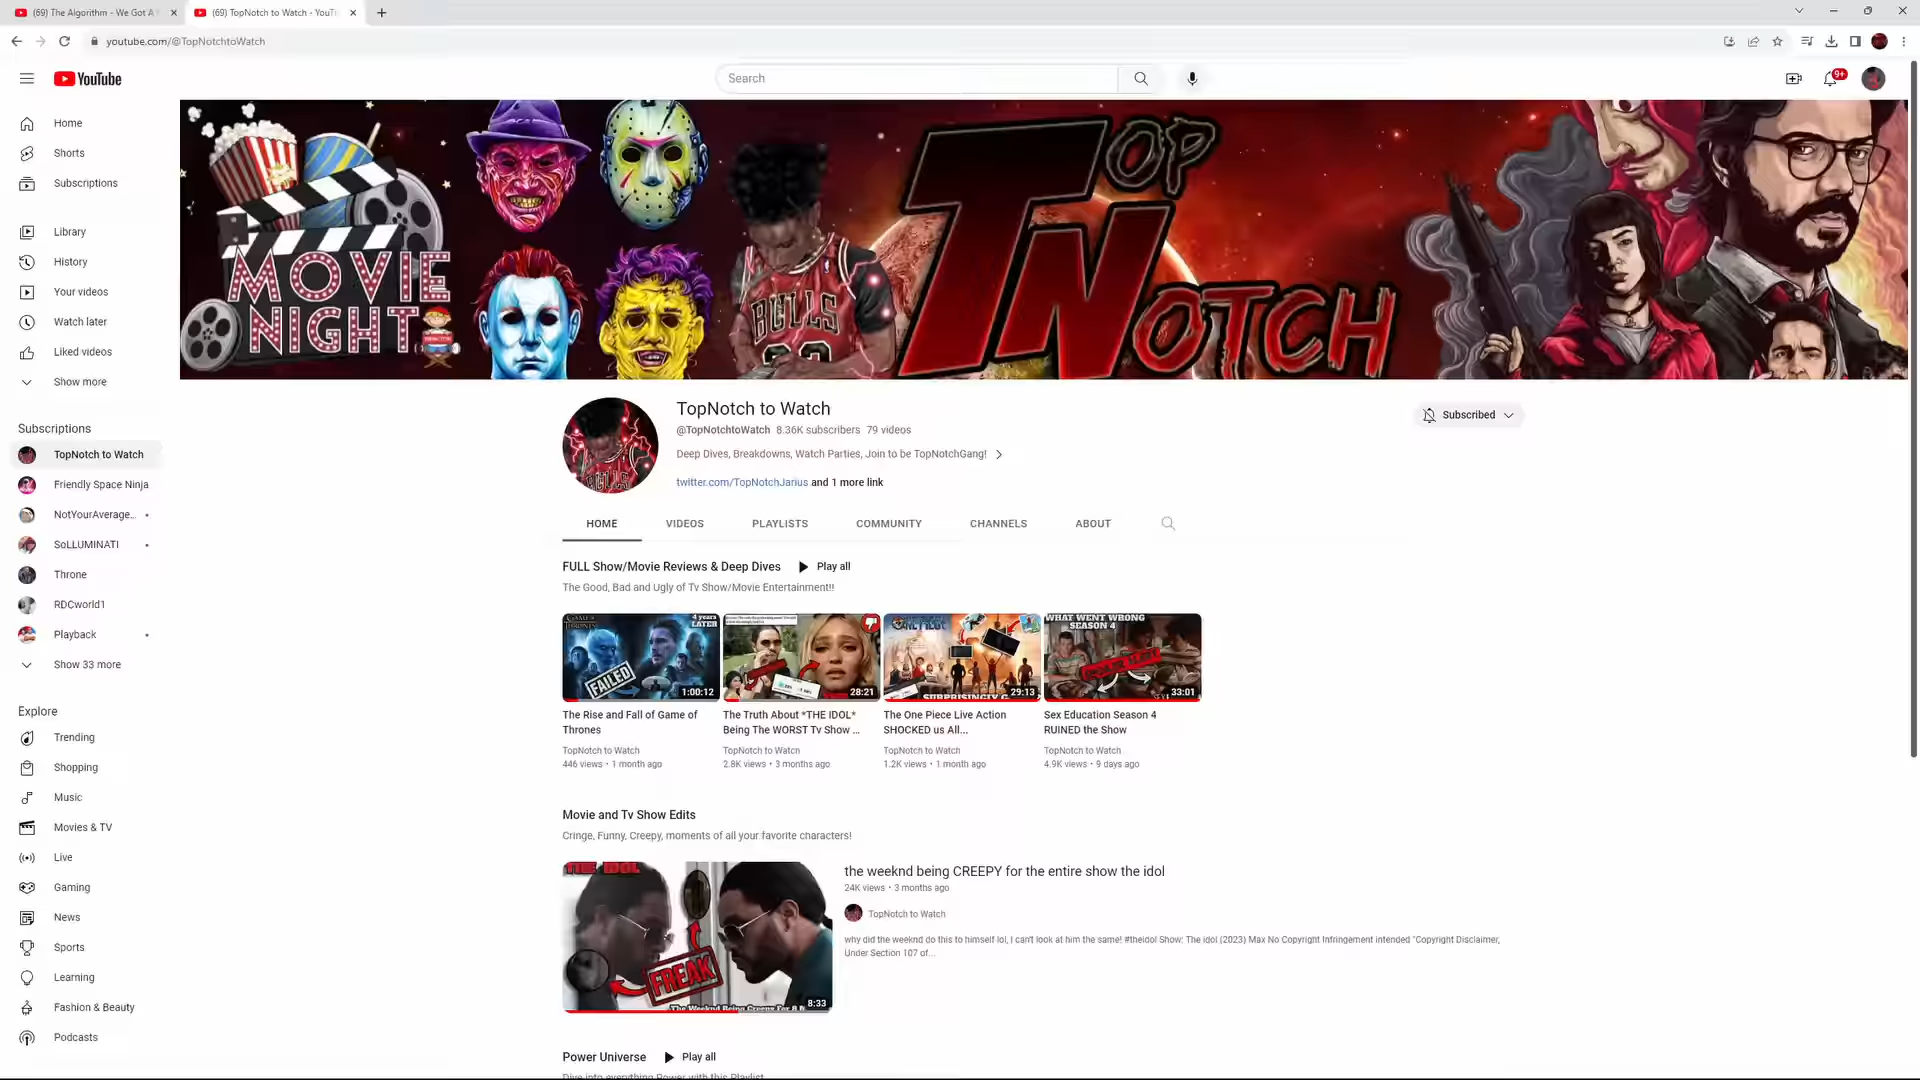 (69) The Algorithm - We Got A
(69) TopNotch to Watch - YouT
youtube.com/@TopNotchtoWatch
YouTube
Search
9+
Home
Shorts
Subscriptions
Library
History
Your videos
Watch later
Liked videos
Show more
Subscriptions
TopNotch to Watch
Friendly Space Ninja
NotYourAverage...
SoLLUMINATI
Throne
RDCworld1
Playback
Show 33 more
Explore
Trending
Shopping
Music
Movies & TV
Live
Gaming
News
Sports
Learning
Fashion & Beauty
Podcasts
MOVIE
NIGHT
BULLS
TOP
NOTCH
TopNotch to Watch
@TopNotchtoWatch 8.36K subscribers 79 videos
Deep Dives, Breakdowns, Watch Parties, Join to be TopNotchGang!
twitter.com/TopNotchJarius and 1 more link
Subscribed
HOME VIDEOS PLAYLISTS COMMUNITY CHANNELS ABOUT
FULL Show/Movie Reviews & Deep Dives Play all
The Good, Bad and Ugly of Tv Show/Movie Entertainment!!
4 years
LATER
FAILED
1:00:12
The Rise and Fall of Game of
Thrones
TopNotch to Watch
446 views • 1 month ago
28:21
The Truth About *THE IDOL*
Being The WORST Tv Show ...
TopNotch to Watch
2.8K views • 3 months ago
29:13
The One Piece Live Action
SHOCKED us All...
TopNotch to Watch
1.2K views • 1 month ago
WHAT WENT WRONG
SEASON 4
33:01
Sex Education Season 4
RUINED the Show
TopNotch to Watch
4.9K views • 9 days ago
Movie and Tv Show Edits
Cringe, Funny, Creepy, moments of all your favorite characters!
THE IDOL
FREAK
The Weeknd Being Creepy For 8
8:33
the weeknd being CREEPY for the entire show the idol
24K views • 3 months ago
TopNotch to Watch
why did the weeknd do this to himself lol, I can't look at him the same! #theidol Show: The idol (2023) Max No Copyright Infringement intended "Copyright Disclaimer,
Under Section 107 of...
Power Universe Play all
Dive into everything Power with this Playlist